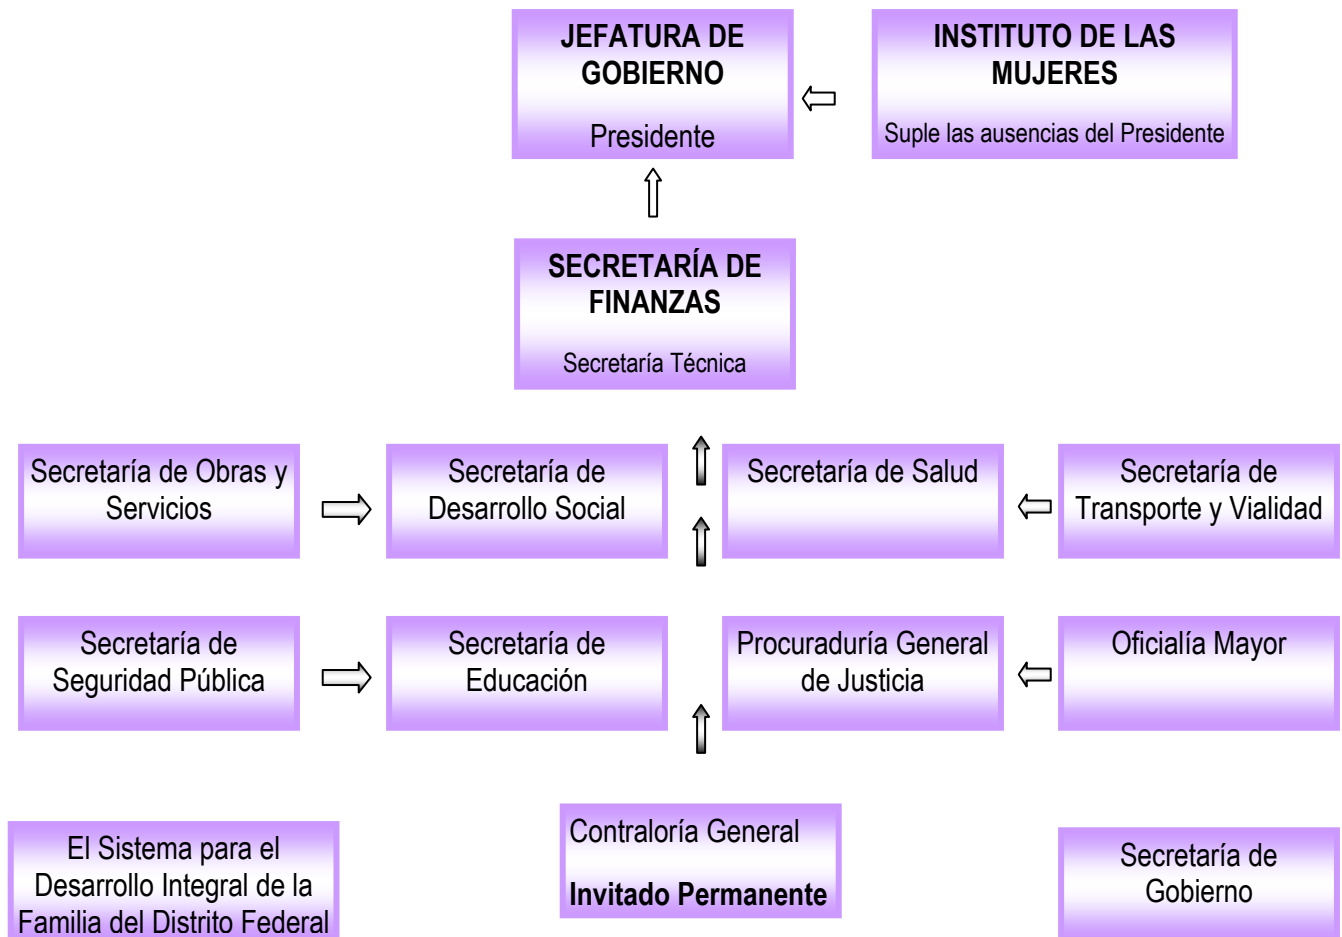 JEFATURA DE
GOBIERNO
Presidente
INSTITUTO DE LAS
MUJERES
Suple las ausencias del Presidente
SECRETARÍA DE
FINANZAS
Secretaría Técnica
Secretaría de Obras y
Servicios
Secretaría de
Desarrollo Social
Secretaría de Salud
Secretaría de
Transporte y Vialidad
Secretaría de
Seguridad Pública
Secretaría de
Educación
Procuraduría General
de Justicia
Oficialía Mayor
El Sistema para el
Desarrollo Integral de la
Familia del Distrito Federal
Contraloría General
Invitado Permanente
Secretaría de
Gobierno